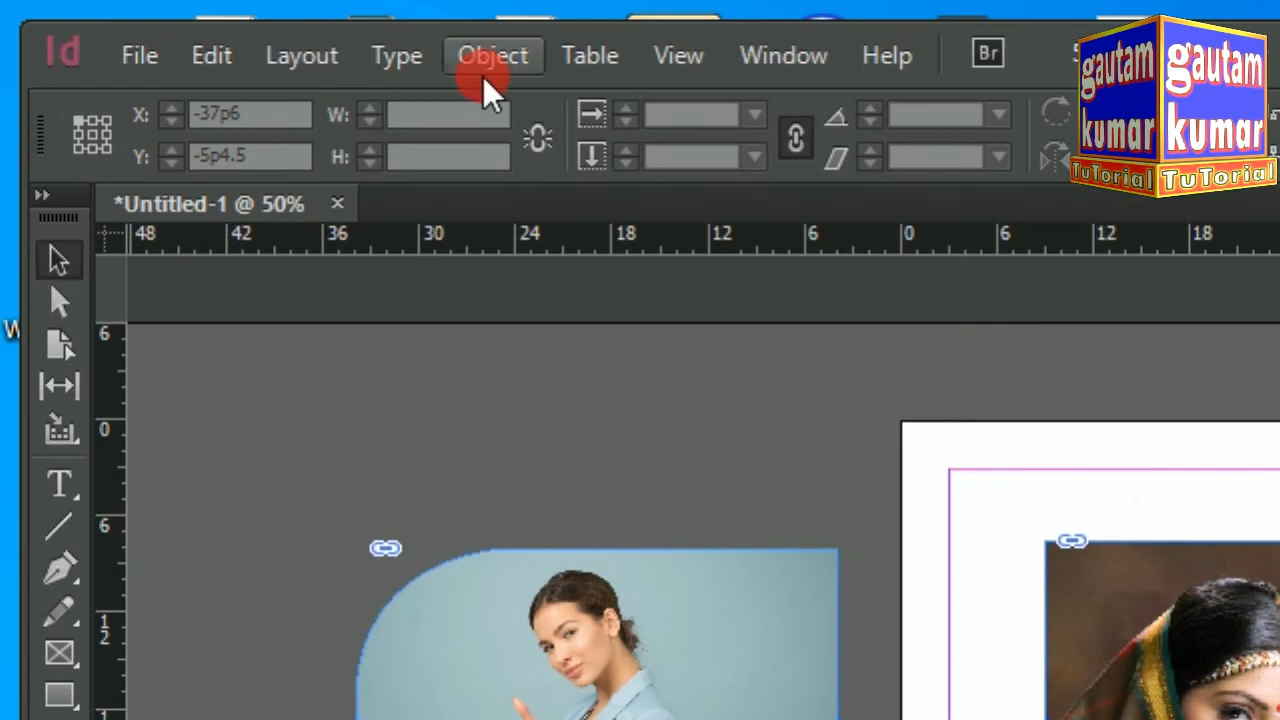 Id File Edit Layout Type Object Table View Window Help Br
gautam gautam
kumar kumar
TuTorial TuTorial
X: -37p6 W:
Y: -5p4.5 H:
*Untitled-1 @ 50% ×
48 42 36 30 24 18 12 6 0 6 12 18
6
W
0
T
6
1
2
1